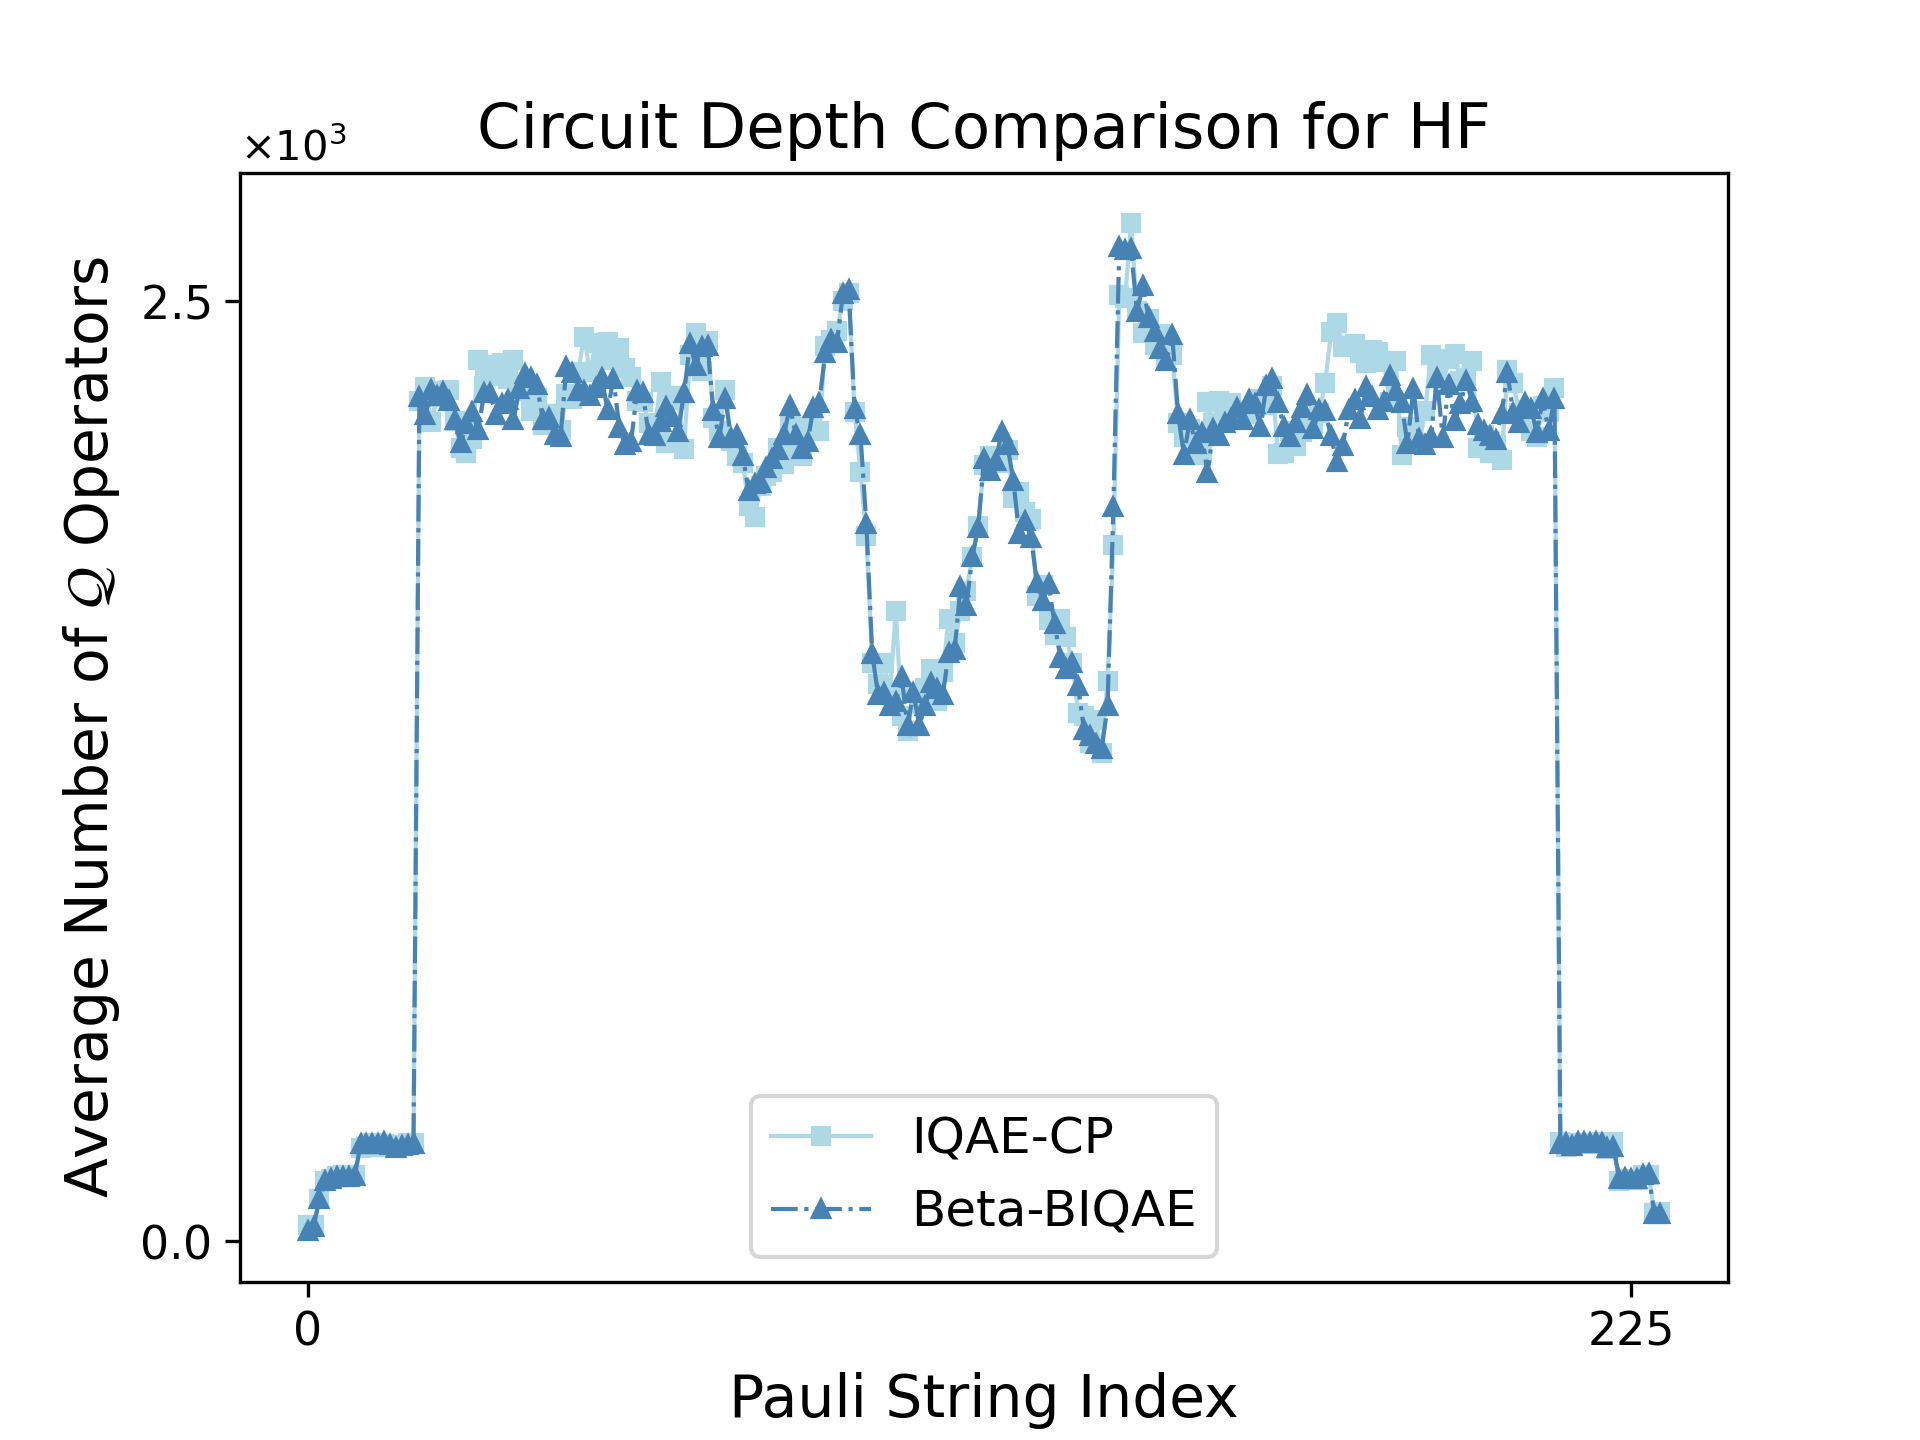 Circuit Depth Comparison for HF
×10³
2.5
0.0
Average Number of 𝒬 Operators
IQAE-CP
Beta-BIQAE
0
225
Pauli String Index